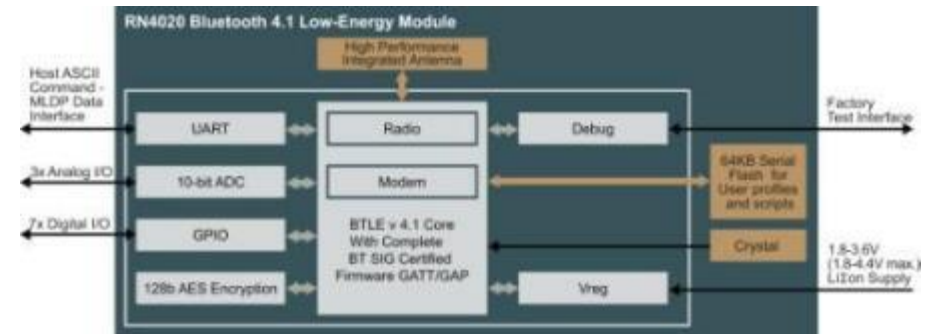 RN4020 Bluetooth 4.1 Low-Energy Module
High Performance
Integrated Antenna
Host ASCII
Command -
MLDP Data
Interface
UART
Radio
Debug
Factory
Test Interface
3x Analog I/O
10-bit ADC
Modem
64KB Serial
Flash for
User profiles
and scripts
7x Digital I/O
GPIO
BTLE v 4.1 Core
With Complete
BT SIG Certified
Firmware GATT/GAP
Crystal
128b AES Encryption
Vreg
1.8-3.6V
(1.8-4.4V max.)
LiIon Supply